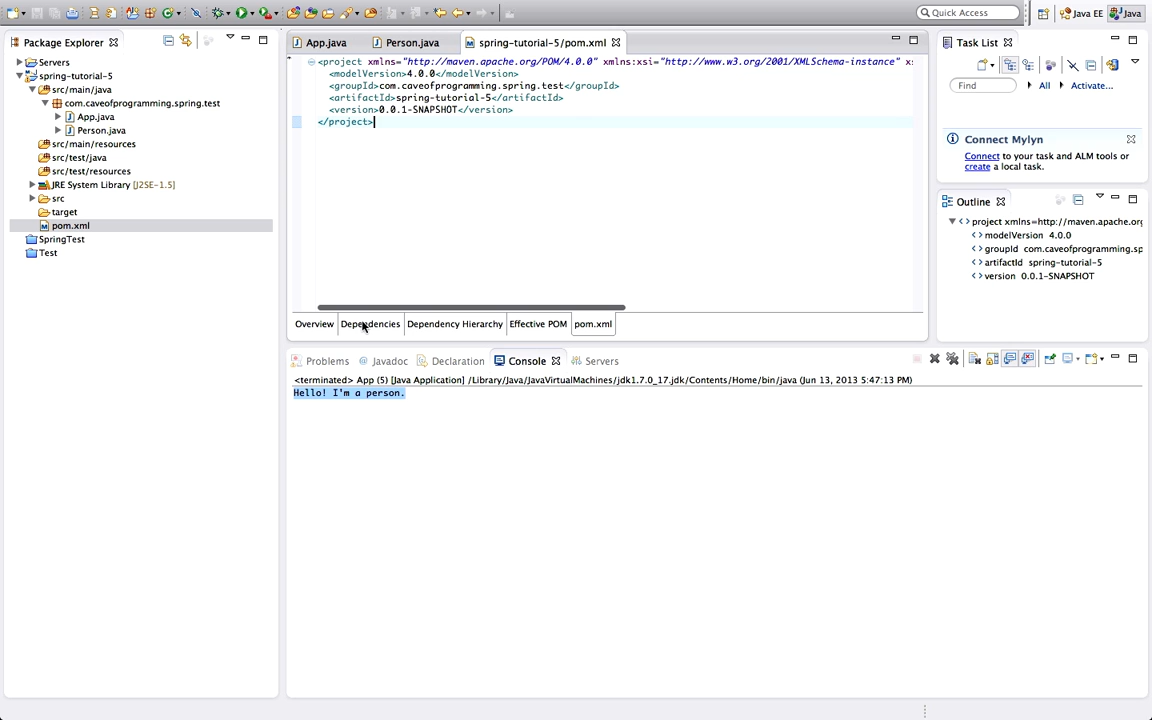 Quick Access
Java EE
Java
Package Explorer
Servers
spring-tutorial-5
src/main/java
com.caveofprogramming.spring.test
App.java
Person.java
src/main/resources
src/test/java
src/test/resources
JRE System Library [J2SE-1.5]
src
target
pom.xml
SpringTest
Test
App.java
Person.java
spring-tutorial-5/pom.xml
<project xmlns="http://maven.apache.org/POM/4.0.0" xmlns:xsi="http://www.w3.org/2001/XMLSchema-instance" x
<modelVersion>4.0.0</modelVersion>
<groupId>com.caveofprogramming.spring.test</groupId>
<artifactId>spring-tutorial-5</artifactId>
<version>0.0.1-SNAPSHOT</version>
</project>
Overview
Dependencies
Dependency Hierarchy
Effective POM
pom.xml
Task List
Find
All
Activate...
Connect Mylyn
Connect to your task and ALM tools or
create a local task.
Outline
project xmlns=http://maven.apache.org
modelVersion 4.0.0
groupId com.caveofprogramming.sp
artifactId spring-tutorial-5
version 0.0.1-SNAPSHOT
Problems
Javadoc
Declaration
Console
Servers
<terminated> App (5) [Java Application] /Library/Java/JavaVirtualMachines/jdk1.7.0_17.jdk/Contents/Home/bin/java (Jun 13, 2013 5:47:13 PM)
Hello! I'm a person.